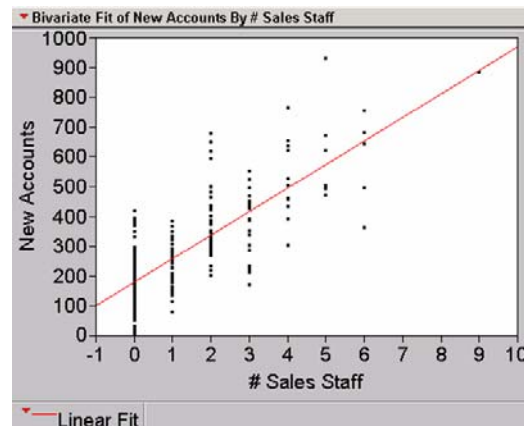 Bivariate Fit of New Accounts By # Sales Staff
1000
900
800
700
600
500
400
300
200
100
0
New Accounts
-1 0 1 2 3 4 5 6 7 8 9 10
# Sales Staff
Linear Fit